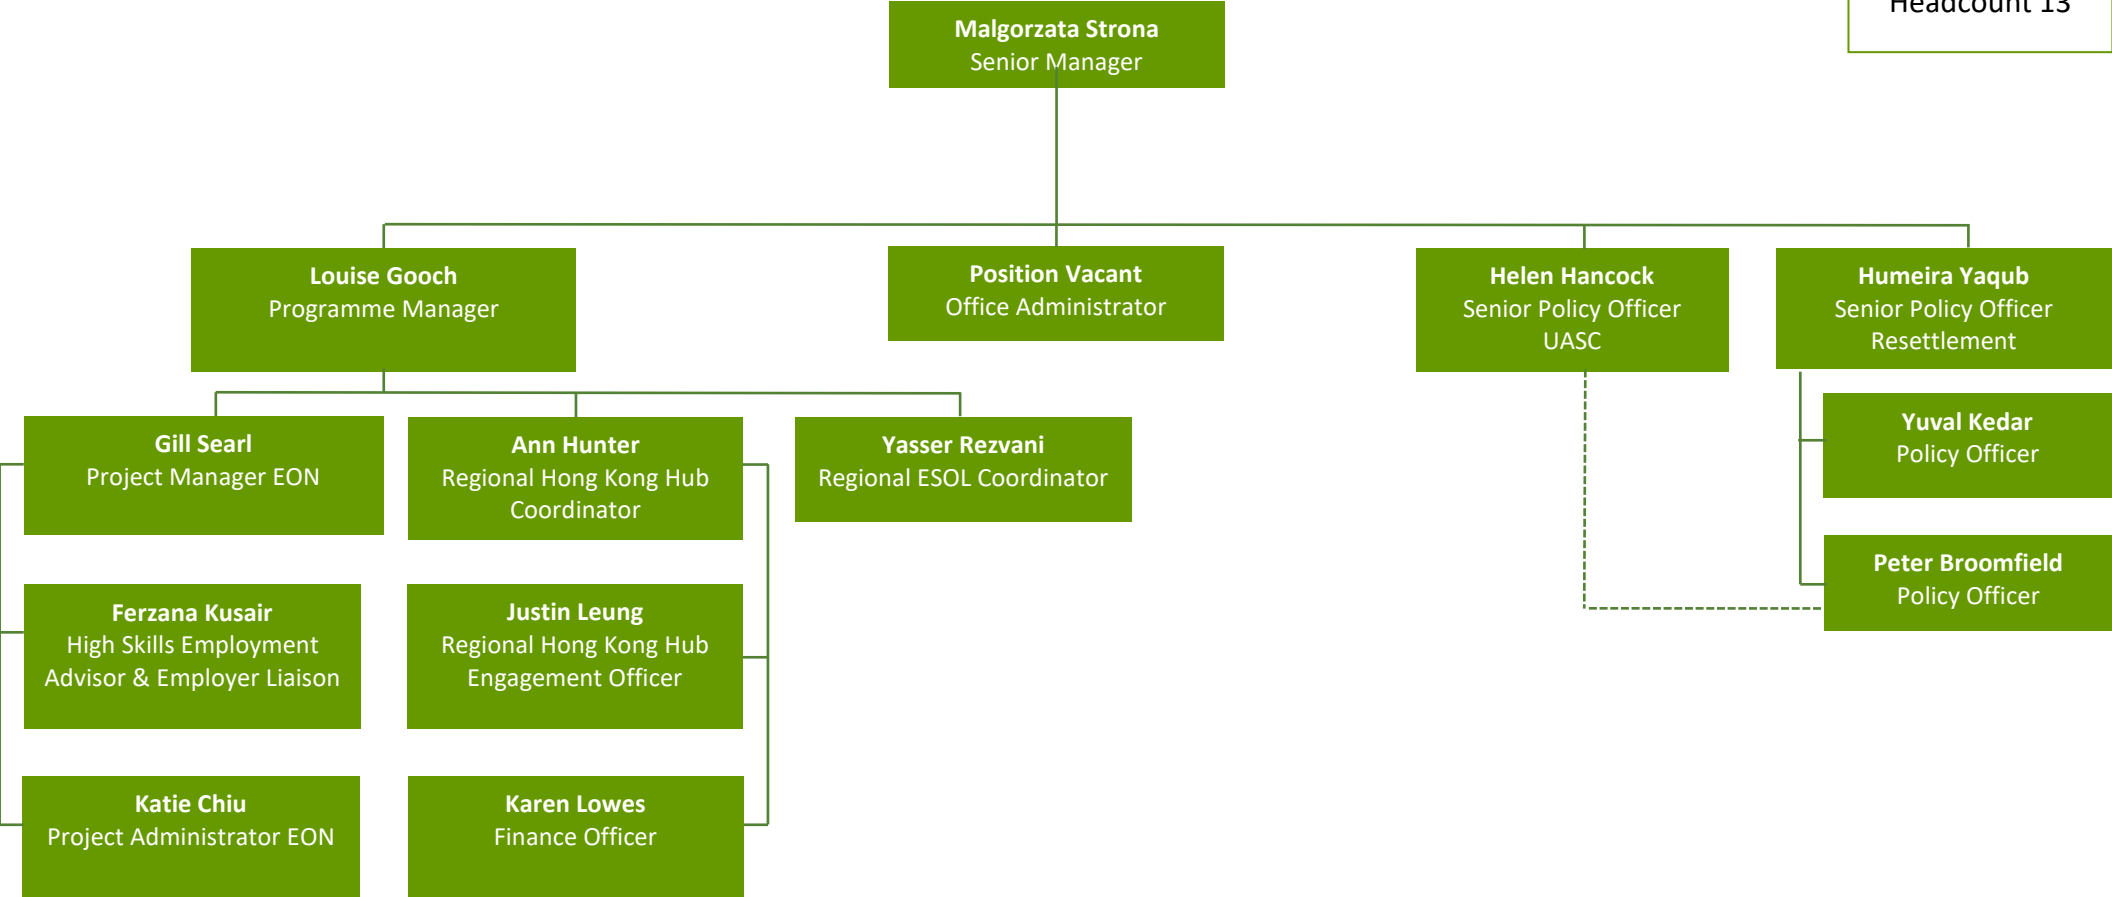 Headcount 13
Malgorzata Strona
Senior Manager
Louise Gooch
Programme Manager
Position Vacant
Office Administrator
Helen Hancock
Senior Policy Officer
UASC
Humeira Yaqub
Senior Policy Officer
Resettlement
Gill Searl
Project Manager EON
Ann Hunter
Regional Hong Kong Hub
Coordinator
Yasser Rezvani
Regional ESOL Coordinator
Yuval Kedar
Policy Officer
Peter Broomfield
Policy Officer
Ferzana Kusair
High Skills Employment
Advisor & Employer Liaison
Justin Leung
Regional Hong Kong Hub
Engagement Officer
Katie Chiu
Project Administrator EON
Karen Lowes
Finance Officer